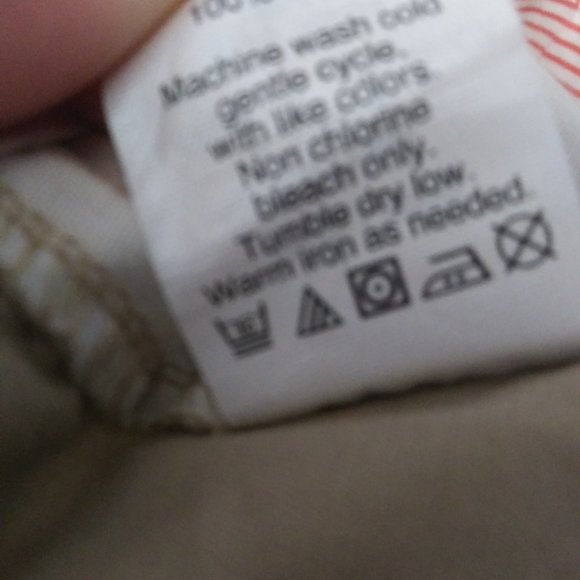 Machine wash cold
gentle cycle,
with like colors.
Non chlorine
bleach only.
Tumble dry low.
Warm iron as needed.